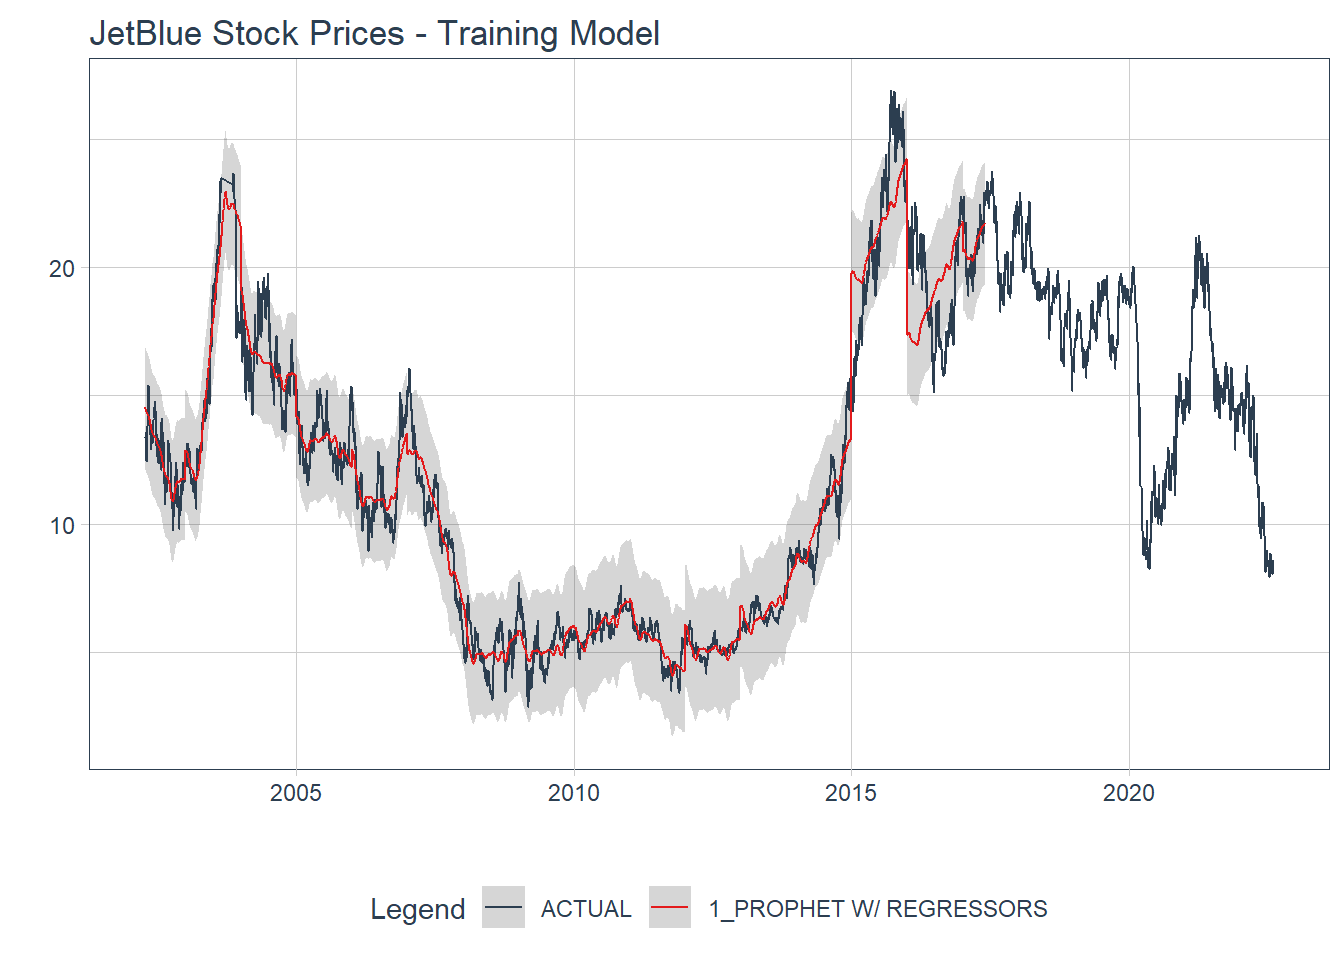 JetBlue Stock Prices - Training Model
20
10
2005 2010 2015 2020
Legend ACTUAL 1_PROPHET W/ REGRESSORS